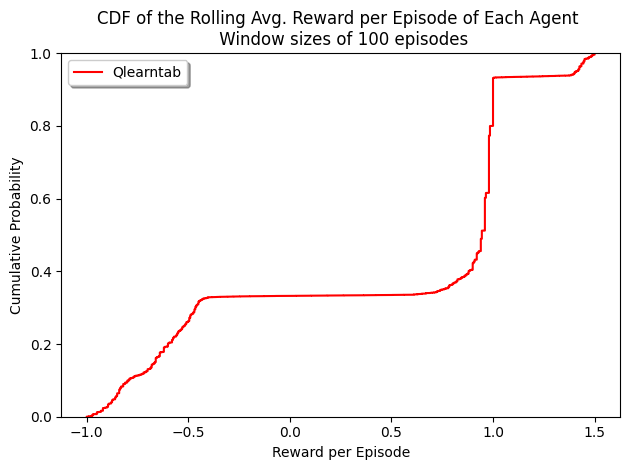 CDF of the Rolling Avg. Reward per Episode of Each Agent
Window sizes of 100 episodes
Qlearntab
1.0
0.8
0.6
0.4
0.2
0.0
Cumulative Probability
−1.0
−0.5
0.0
0.5
1.0
1.5
Reward per Episode